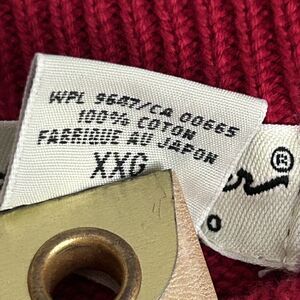 WPL 9647/CA 00665
100% COTON
FABRIQUE AU JAPON
XXG
®